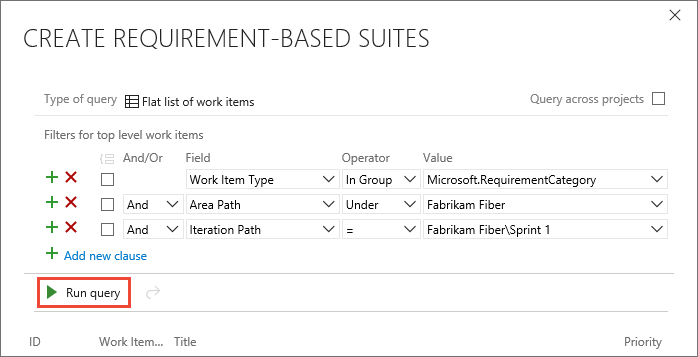 CREATE REQUIREMENT-BASED SUITES
Type of query Flat list of work items Query across projects
Filters for top level work items
And/Or Field Operator Value
Work Item Type In Group Microsoft.RequirementCategory
And Area Path Under Fabrikam Fiber
And Iteration Path = Fabrikam Fiber\Sprint 1
Add new clause
Run query
ID Work Item... Title Priority